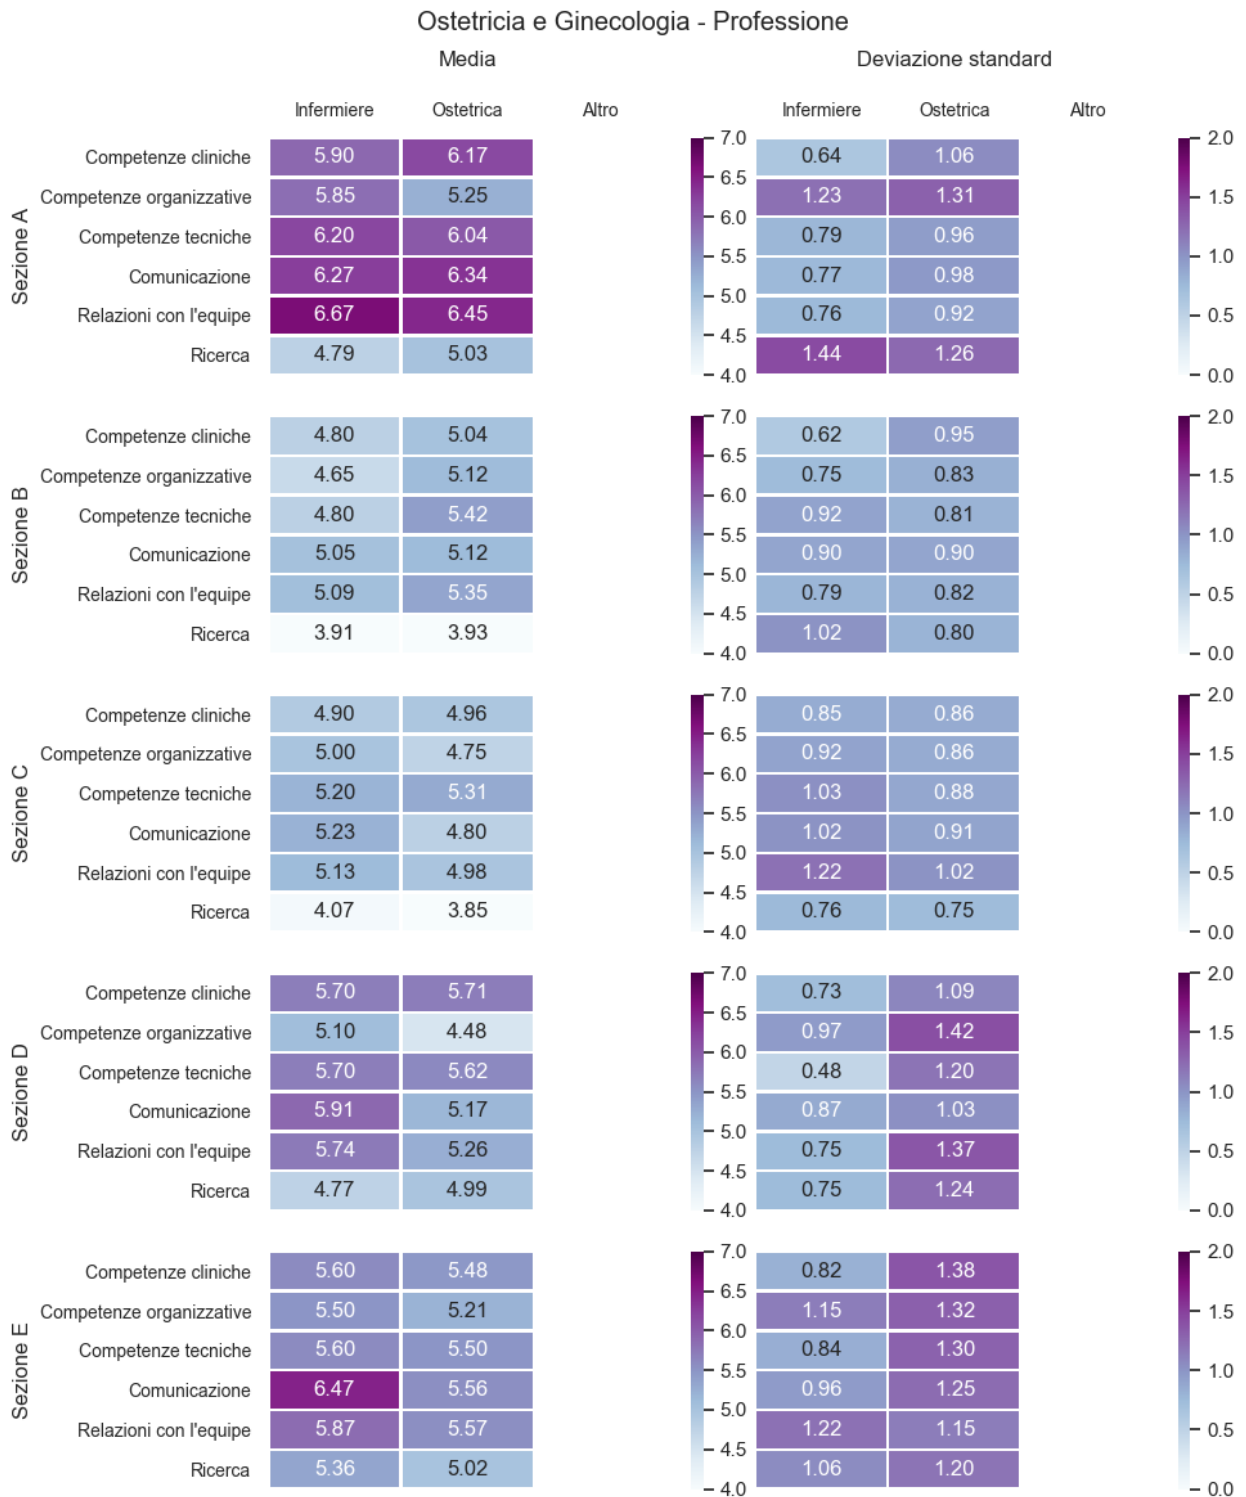 Ostetricia e Ginecologia - Professione
Media Deviazione standard
Infermiere Ostetrica Altro Infermiere Ostetrica Altro
Sezione A
Competenze cliniche 5.90 6.17 0.64 1.06
Competenze organizzative 5.85 5.25 1.23 1.31
Competenze tecniche 6.20 6.04 0.79 0.96
Comunicazione 6.27 6.34 0.77 0.98
Relazioni con l'equipe 6.67 6.45 0.76 0.92
Ricerca 4.79 5.03 1.44 1.26
7.0 6.5 6.0 5.5 5.0 4.5 4.0
2.0 1.5 1.0 0.5 0.0
Sezione B
Competenze cliniche 4.80 5.04 0.62 0.95
Competenze organizzative 4.65 5.12 0.75 0.83
Competenze tecniche 4.80 5.42 0.92 0.81
Comunicazione 5.05 5.12 0.90 0.90
Relazioni con l'equipe 5.09 5.35 0.79 0.82
Ricerca 3.91 3.93 1.02 0.80
7.0 6.5 6.0 5.5 5.0 4.5 4.0
2.0 1.5 1.0 0.5 0.0
Sezione C
Competenze cliniche 4.90 4.96 0.85 0.86
Competenze organizzative 5.00 4.75 0.92 0.86
Competenze tecniche 5.20 5.31 1.03 0.88
Comunicazione 5.23 4.80 1.02 0.91
Relazioni con l'equipe 5.13 4.98 1.22 1.02
Ricerca 4.07 3.85 0.76 0.75
7.0 6.5 6.0 5.5 5.0 4.5 4.0
2.0 1.5 1.0 0.5 0.0
Sezione D
Competenze cliniche 5.70 5.71 0.73 1.09
Competenze organizzative 5.10 4.48 0.97 1.42
Competenze tecniche 5.70 5.62 0.48 1.20
Comunicazione 5.91 5.17 0.87 1.03
Relazioni con l'equipe 5.74 5.26 0.75 1.37
Ricerca 4.77 4.99 0.75 1.24
7.0 6.5 6.0 5.5 5.0 4.5 4.0
2.0 1.5 1.0 0.5 0.0
Sezione E
Competenze cliniche 5.60 5.48 0.82 1.38
Competenze organizzative 5.50 5.21 1.15 1.32
Competenze tecniche 5.60 5.50 0.84 1.30
Comunicazione 6.47 5.56 0.96 1.25
Relazioni con l'equipe 5.87 5.57 1.22 1.15
Ricerca 5.36 5.02 1.06 1.20
7.0 6.5 6.0 5.5 5.0 4.5 4.0
2.0 1.5 1.0 0.5 0.0